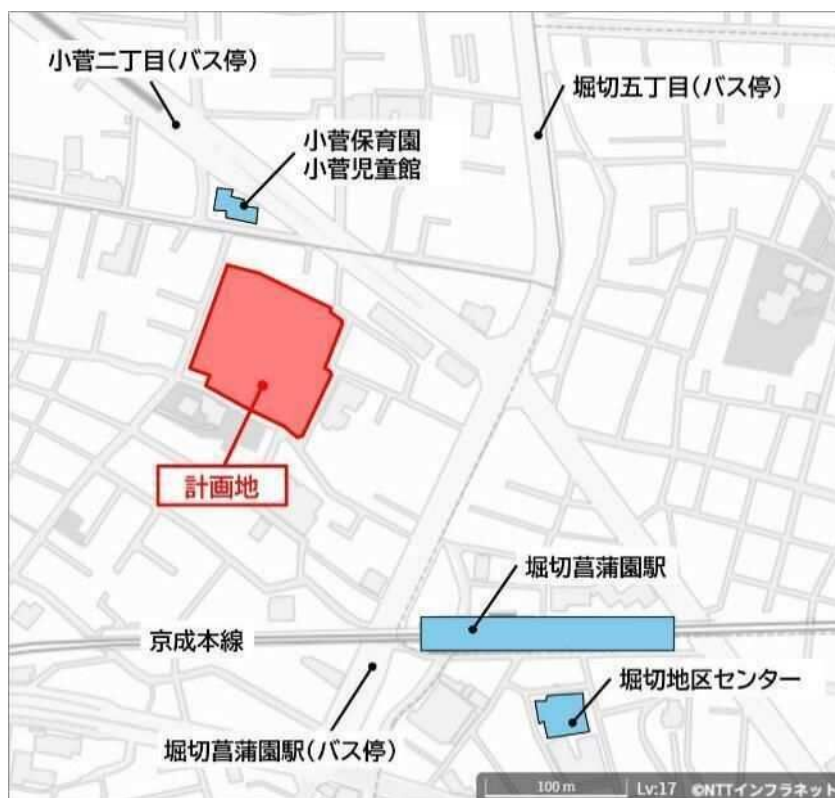 小菅二丁目(バス停)
堀切五丁目(バス停)
小菅保育園
小菅児童館
計画地
堀切菖蒲園駅
京成本線
堀切地区センター
堀切菖蒲園駅(バス停)
100m Lv:17 ©NTTインフラネット